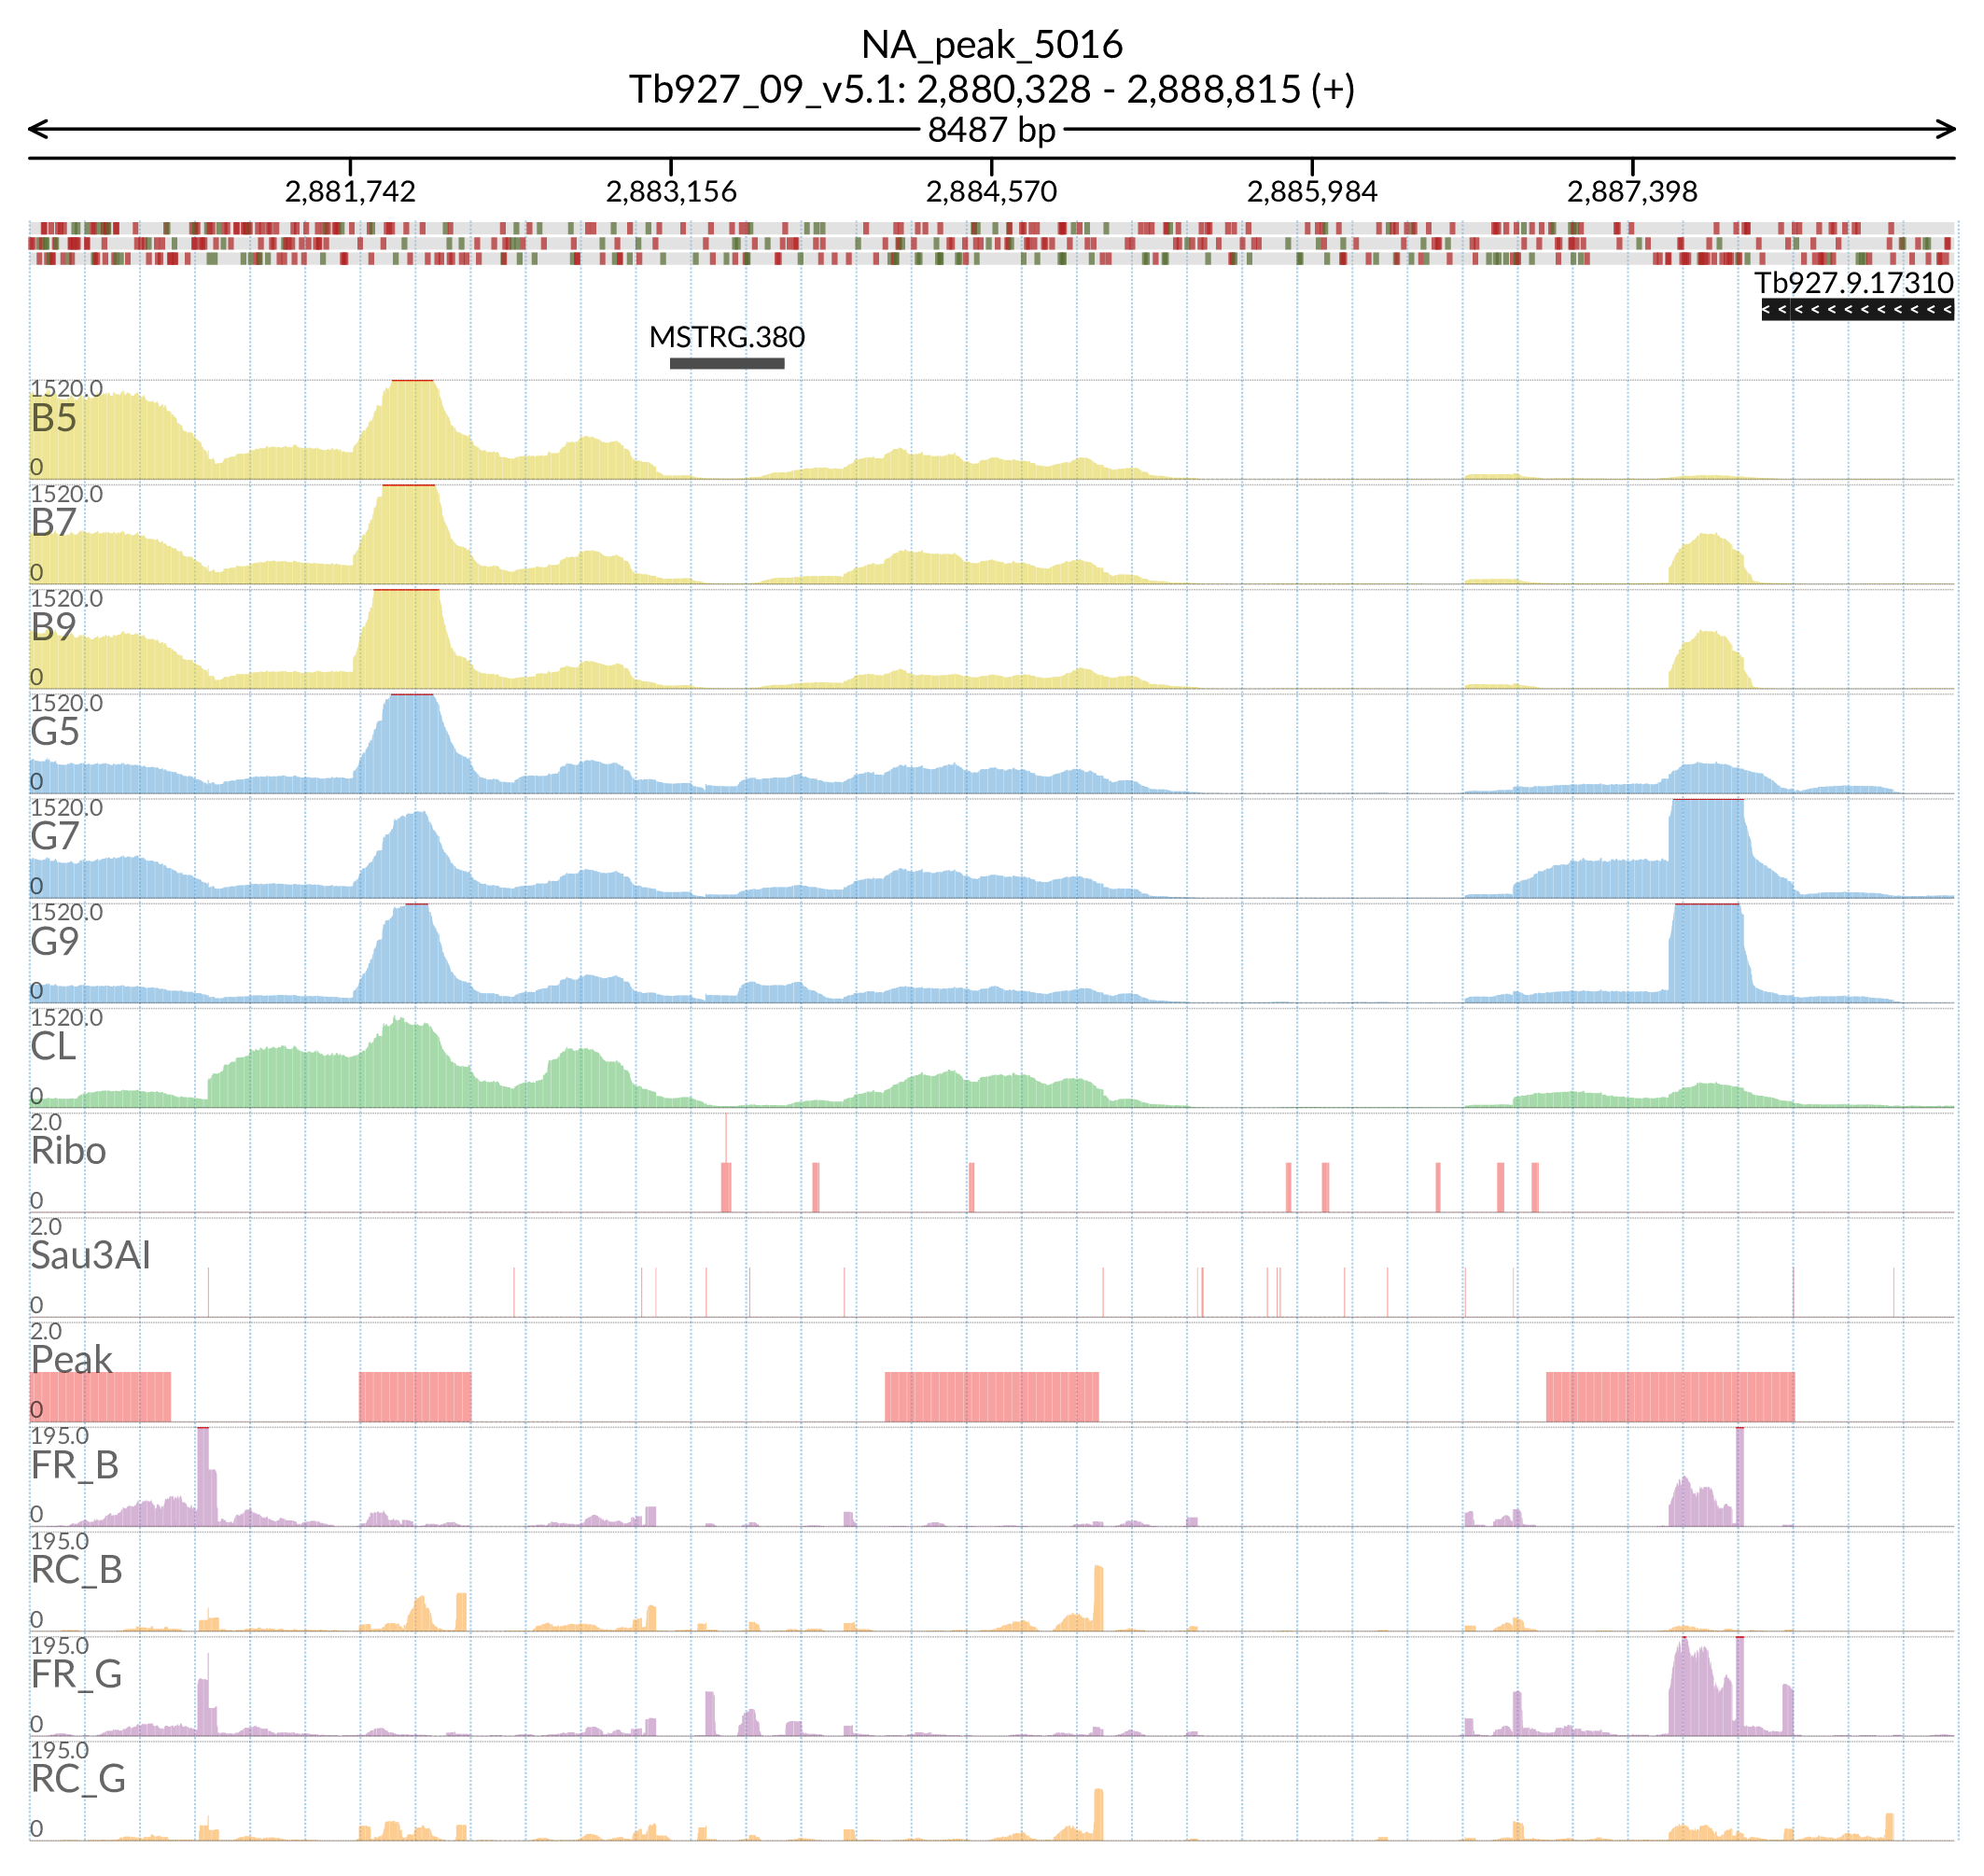 NA_peak_5016
Tb927_09_v5.1: 2,880,328 - 2,888,815 (+)
8487 bp
2,881,742 2,883,156 2,884,570 2,885,984 2,887,398
Tb927.9.17310
< < < < < < < < < < < <
MSTRG.380
1520.0
B5
0
1520.0
B7
0
1520.0
B9
0
1520.0
G5
0
1520.0
G7
0
1520.0
G9
0
1520.0
CL
0
2.0
Ribo
0
2.0
Sau3AI
0
2.0
Peak
0
195.0
FR_B
0
195.0
RC_B
0
195.0
FR_G
0
195.0
RC_G
0